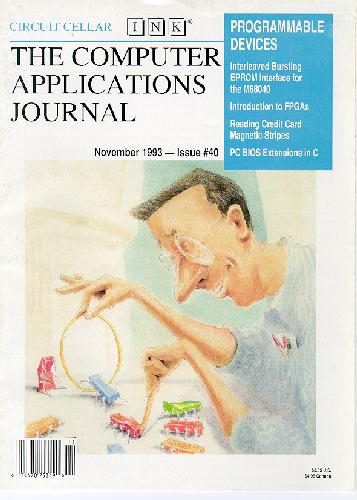 CIRCUIT CELLAR INK®
THE COMPUTER
APPLICATIONS
JOURNAL
November 1993 — Issue #40
PROGRAMMABLE
DEVICES
Interleaved Bursting
EPROM Interface for
the M68040
Introduction to FPGAs
Reading Credit Card
Magnetic Stripes
PC BIOS Extensions in C